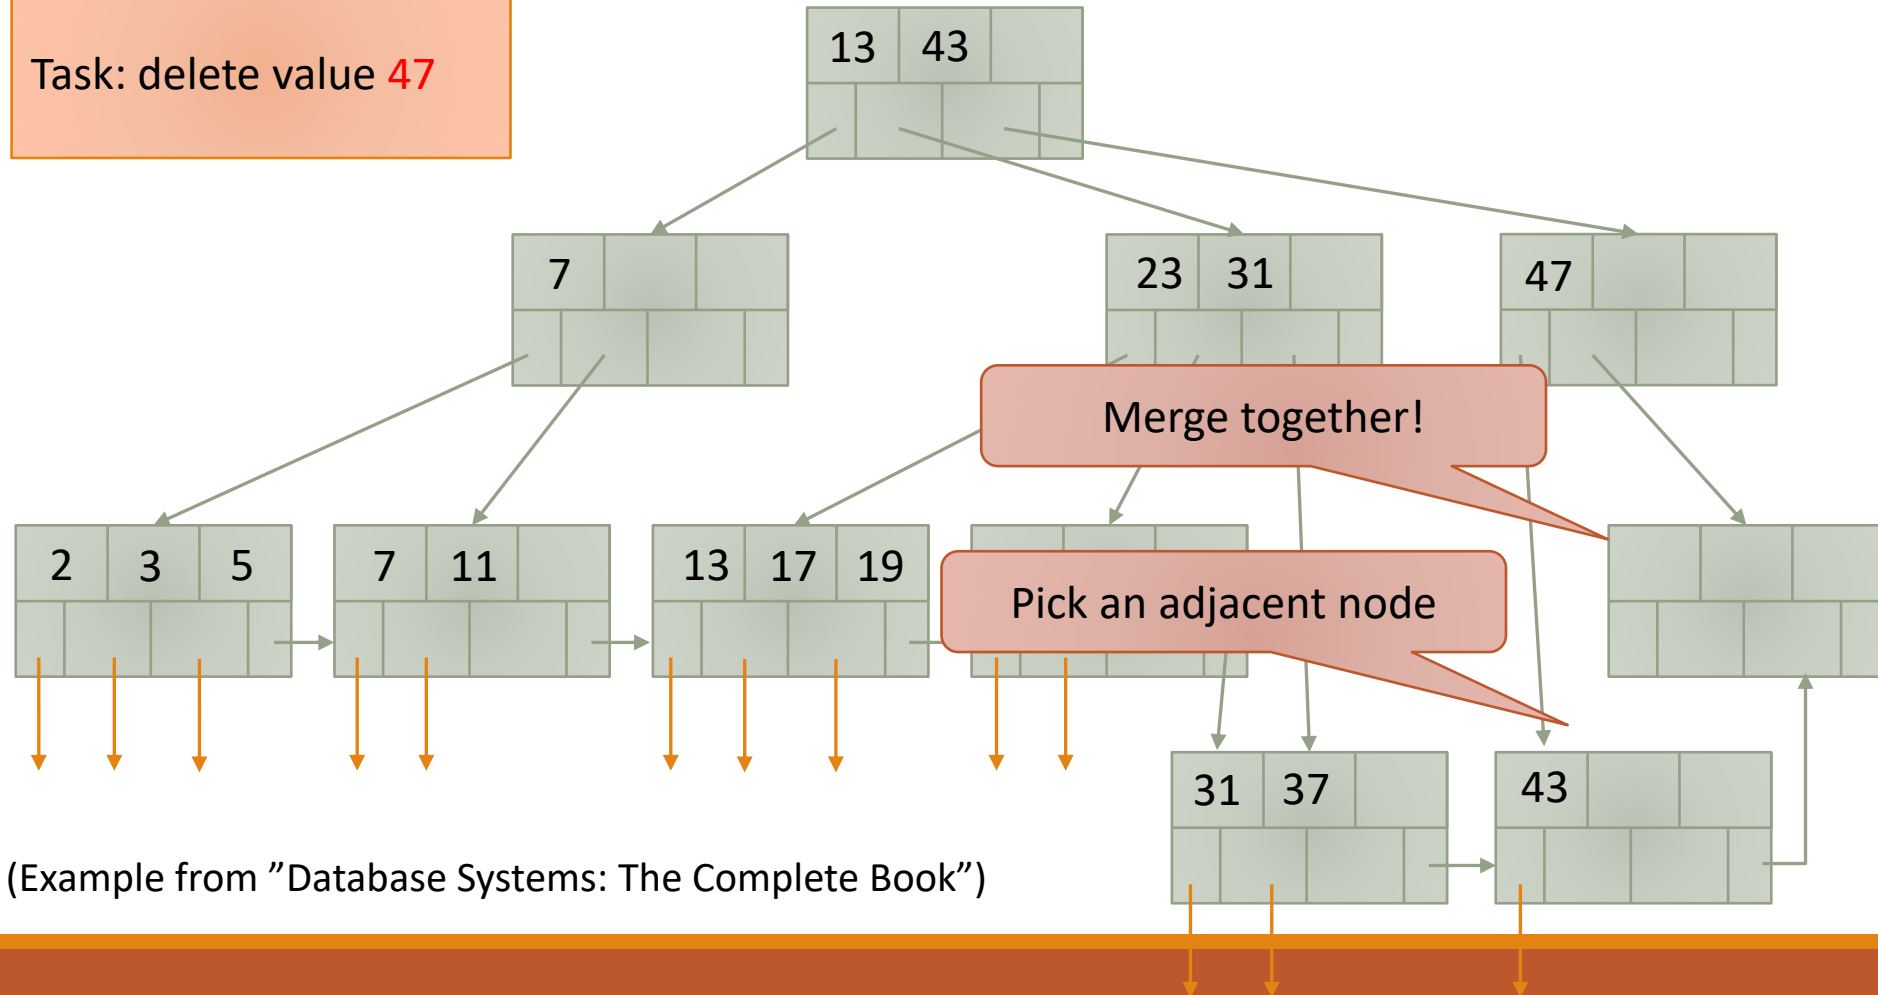 Task: delete value 47
13 43
7
23 31
47
Merge together!
2 3 5
7 11
13 17 19
Pick an adjacent node
31 37
43
(Example from ”Database Systems: The Complete Book”)